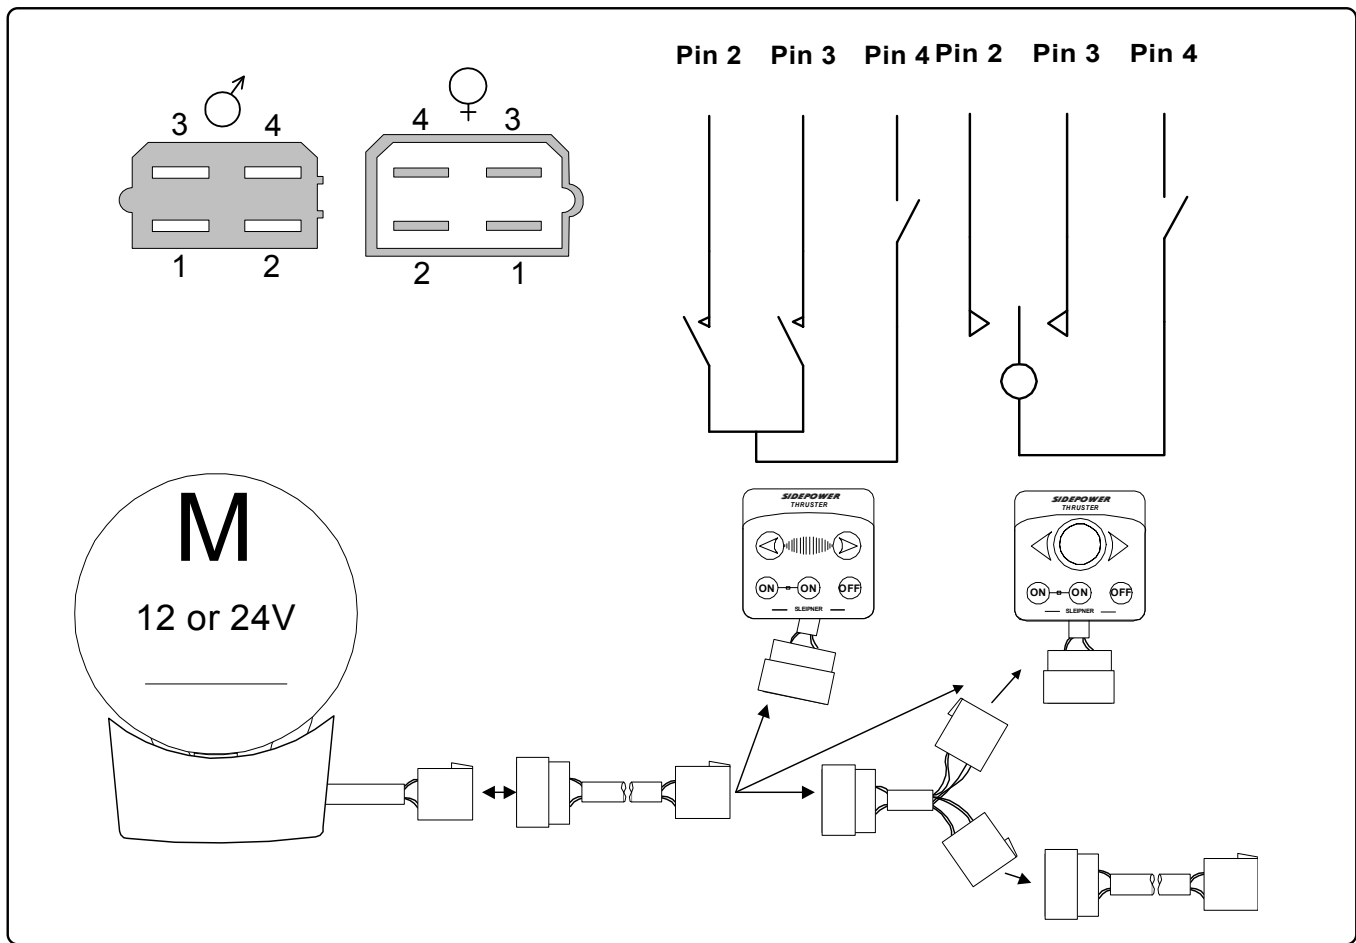 Pin 2 Pin 3 Pin 4 Pin 2 Pin 3 Pin 4
3 4
4 3
1 2
2 1
M
12 or 24V
SIDEPOWER
THRUSTER
ON ON OFF
SLEIPNER
SIDEPOWER
THRUSTER
ON ON OFF
SLEIPNER